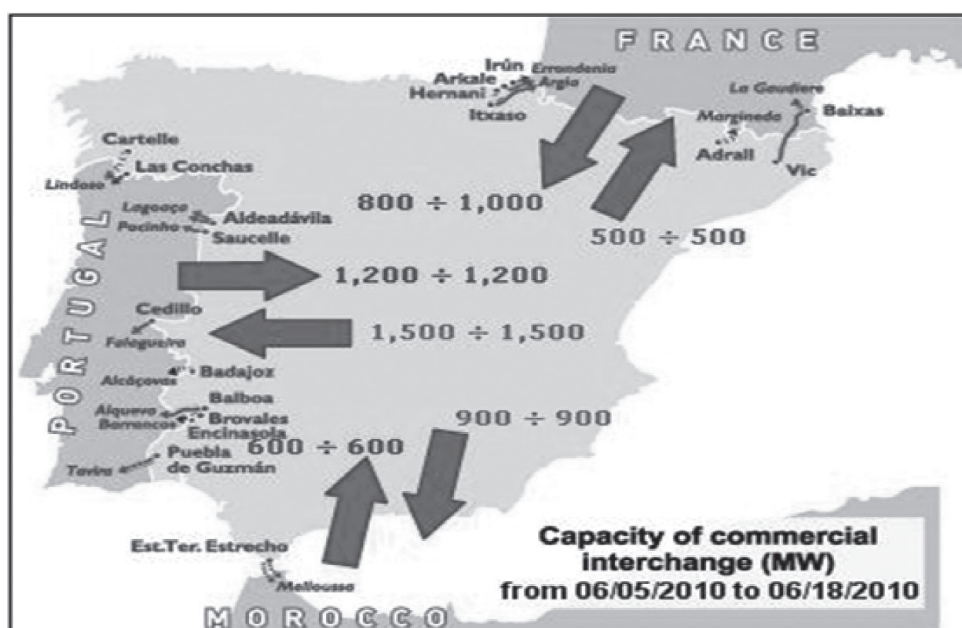 FRANCE
Irún
Errondenia
Arkale
Argia
Hernani
Itxaso
La Gaudiere
Baixas
Margineda
Adrall
Vic
Cartelle
Las Conchas
Lindoso
800 ÷ 1,000
Lagoaça
Aldeadávila
Pocinho
Saucelle
500 ÷ 500
PORTUGAL
1,200 ÷ 1,200
Cedillo
1,500 ÷ 1,500
Falagueira
Badajoz
Alcáçovas
Balboa
Alqueva
Brovales
Barrancos
Encinasola
900 ÷ 900
600 ÷ 600
Puebla
de Guzmán
Tavira
Est.Ter. Estrecho
Melloussa
MOROCCO
Capacity of commercial
interchange (MW)
from 06/05/2010 to 06/18/2010